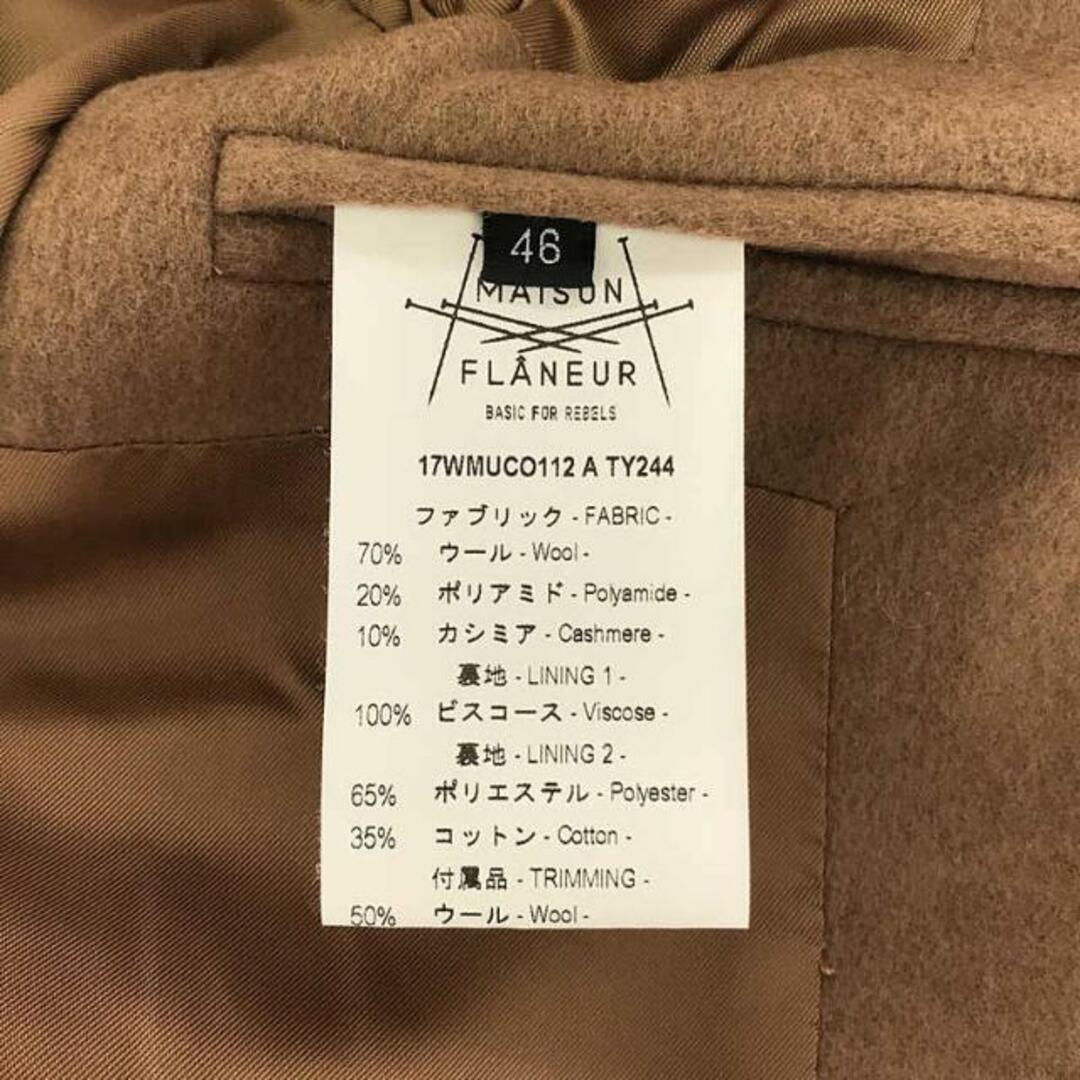 46
MAISON
FLÂNEUR
BASIC FOR REBELS
17WMUCO112 A TY244
ファブリック - FABRIC -
70% ウール - Wool -
20% ポリアミド - Polyamide -
10% カシミア - Cashmere -
裏地 - LINING 1 -
100% ビスコース - Viscose -
裏地 - LINING 2 -
65% ポリエステル - Polyester -
35% コットン - Cotton -
付属品 - TRIMMING -
50% ウール - Wool -